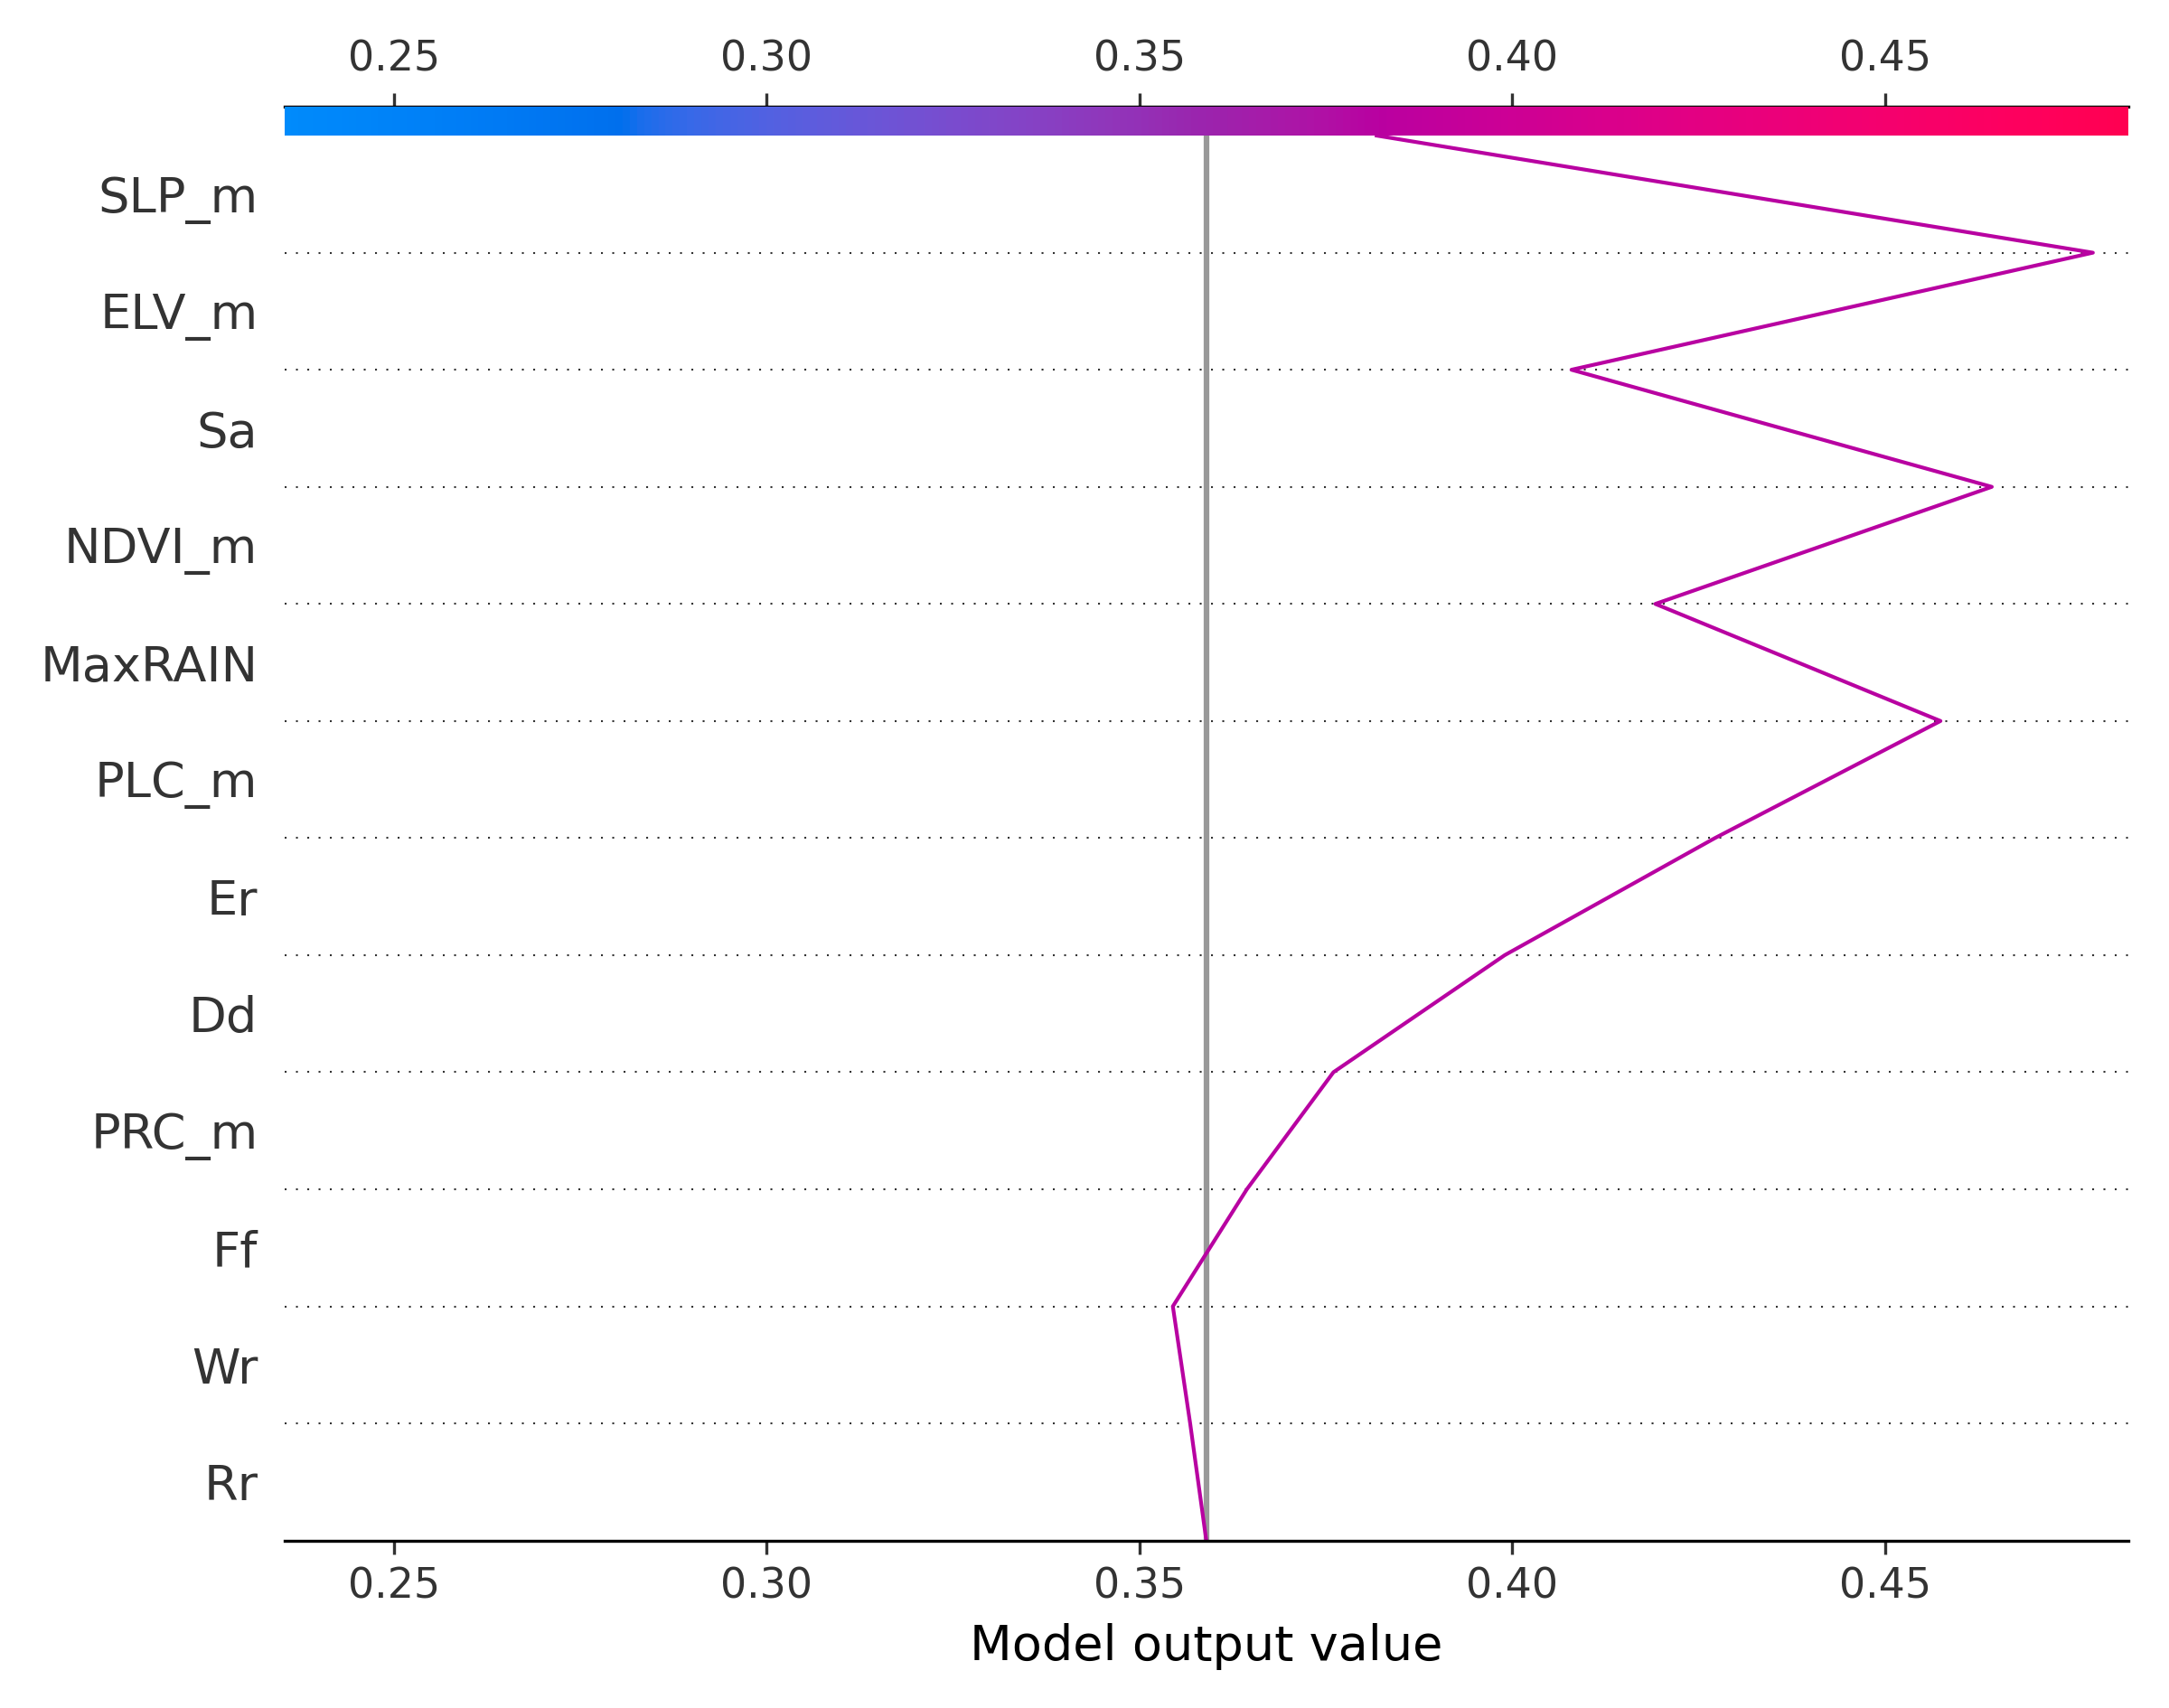 0.25 0.30 0.35 0.40 0.45
SLP_m
ELV_m
Sa
NDVI_m
MaxRAIN
PLC_m
Er
Dd
PRC_m
Ff
Wr
Rr
0.25 0.30 0.35 0.40 0.45
Model output value